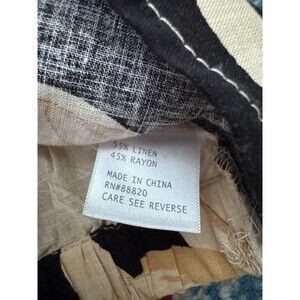 55% LINEN
45% RAYON
MADE IN CHINA
RN#88820
CARE SEE REVERSE